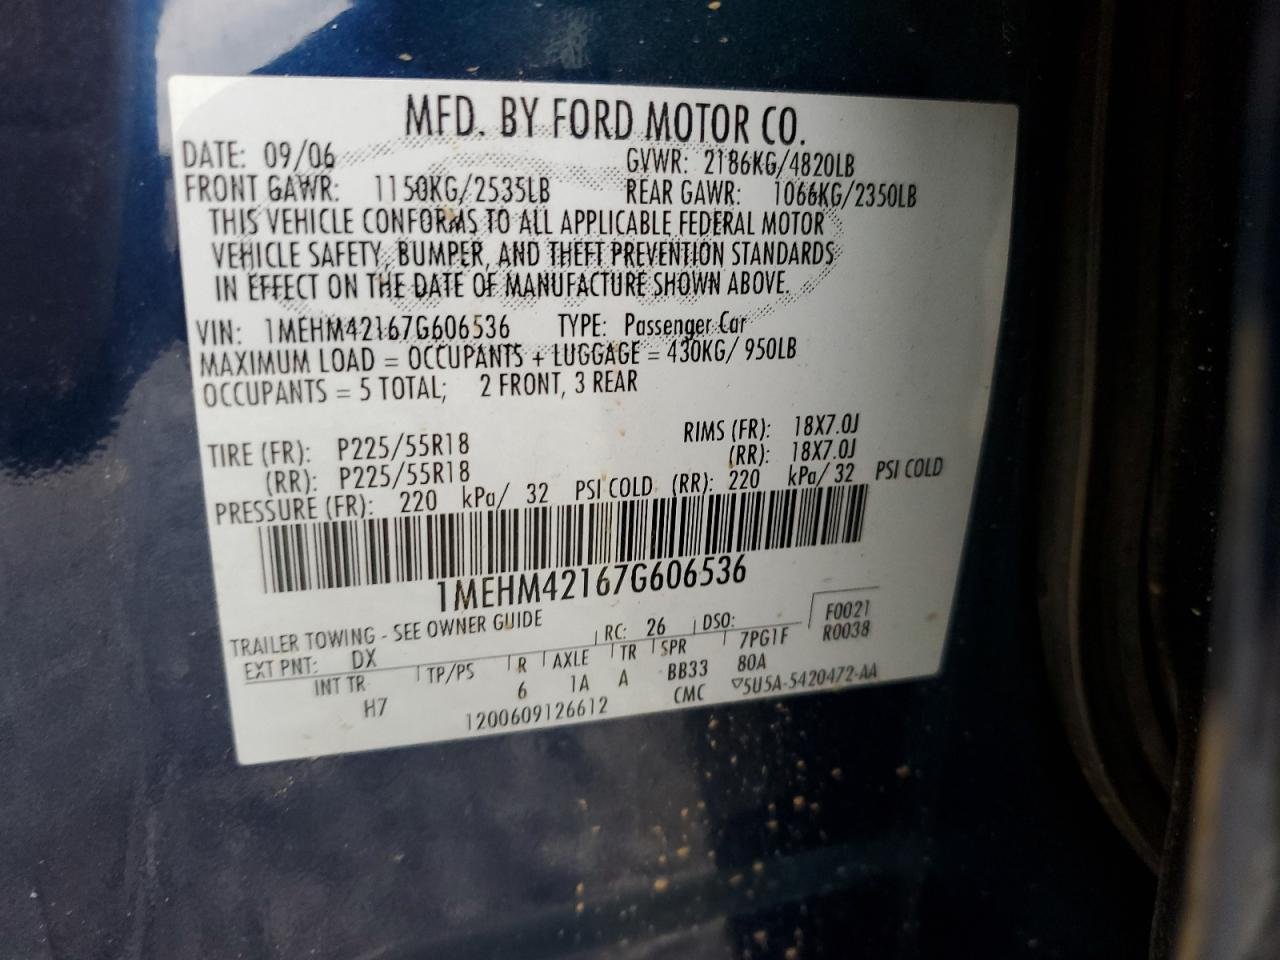 MFD. BY FORD MOTOR CO.
DATE: 09/06 GVWR: 2186KG/4820LB
FRONT GAWR: 1150KG/2535LB REAR GAWR: 1066KG/2350LB
THIS VEHICLE CONFORMS TO ALL APPLICABLE FEDERAL MOTOR
VEHICLE SAFETY, BUMPER, AND THEFT PREVENTION STANDARDS
IN EFFECT ON THE DATE OF MANUFACTURE SHOWN ABOVE.
VIN: 1MEHM42167G606536 TYPE: Passenger Car
MAXIMUM LOAD = OCCUPANTS + LUGGAGE = 430KG/ 950LB
OCCUPANTS = 5 TOTAL; 2 FRONT, 3 REAR
TIRE (FR): P225/55R18 RIMS (FR): 18X7.0J
(RR): P225/55R18 (RR): 18X7.0J
PRESSURE (FR): 220 kPa/ 32 PSI COLD (RR): 220 kPa/ 32 PSI COLD
1MEHM42167G606536
TRAILER TOWING - SEE OWNER GUIDE
EXT PNT: DX RC: 26 DSO: F0021
R0038
INT TR TP/PS R AXLE TR SPR 7PG1F
H7 6 1A A BB33 80A
1200609126612 CMC ▽5U5A-5420472-AA